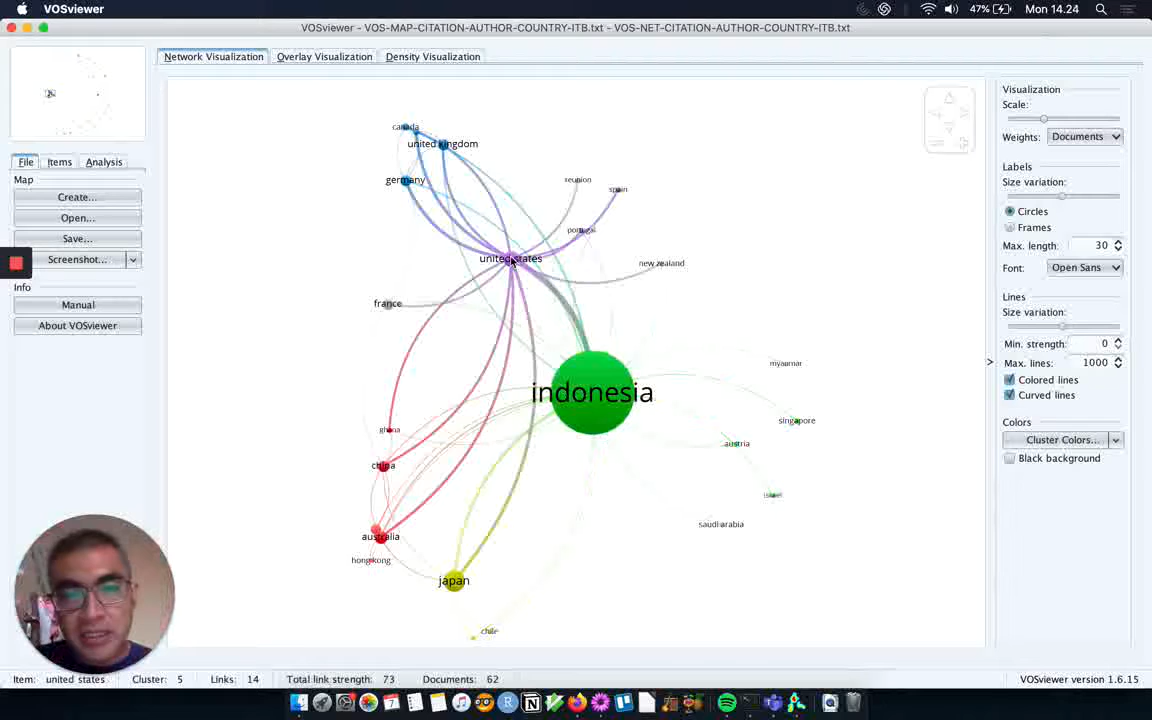 VOSviewer
47%
Mon 14.24
VOSviewer - VOS-MAP-CITATION-AUTHOR-COUNTRY-ITB.txt - VOS-NET-CITATION-AUTHOR-COUNTRY-ITB.txt
Network Visualization
Overlay Visualization
Density Visualization
File
Items
Analysis
Map
Create...
Open...
Save...
Screenshot...
Info
Manual
About VOSviewer
canada
united kingdom
germany
reunion
spain
portugal
united states
new zealand
france
indonesia
myanmar
singapore
ghana
austria
china
israel
saudi arabia
australia
hong kong
japan
chile
Visualization
Scale:
Weights: Documents
Labels
Size variation:
Circles
Frames
Max. length: 30
Font: Open Sans
Lines
Size variation:
Min. strength: 0
Max. lines: 1000
Colored lines
Curved lines
Colors
Cluster Colors...
Black background
>
Item: united states Cluster: 5 Links: 14 Total link strength: 73 Documents: 62
VOSviewer version 1.6.15